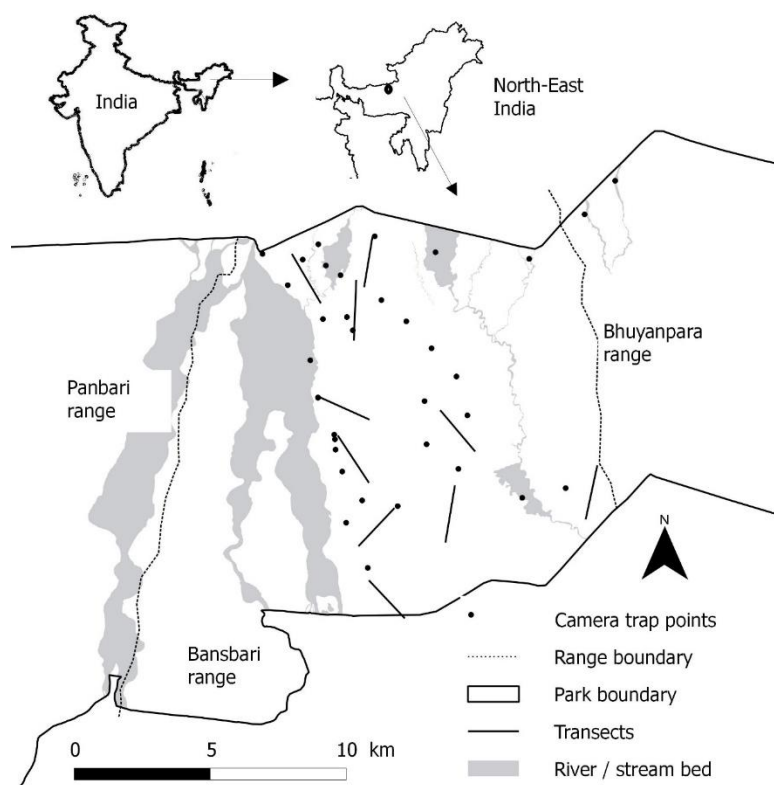 India
North-East
India
Bhuyanpara
range
Panbari
range
N
Bansbari
range
Camera trap points
Range boundary
Park boundary
Transects
River / stream bed
0 5 10 km